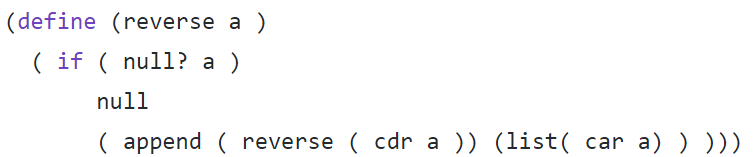 (define (reverse a )
( if ( null? a )
null
( append ( reverse ( cdr a )) (list( car a) ) )))